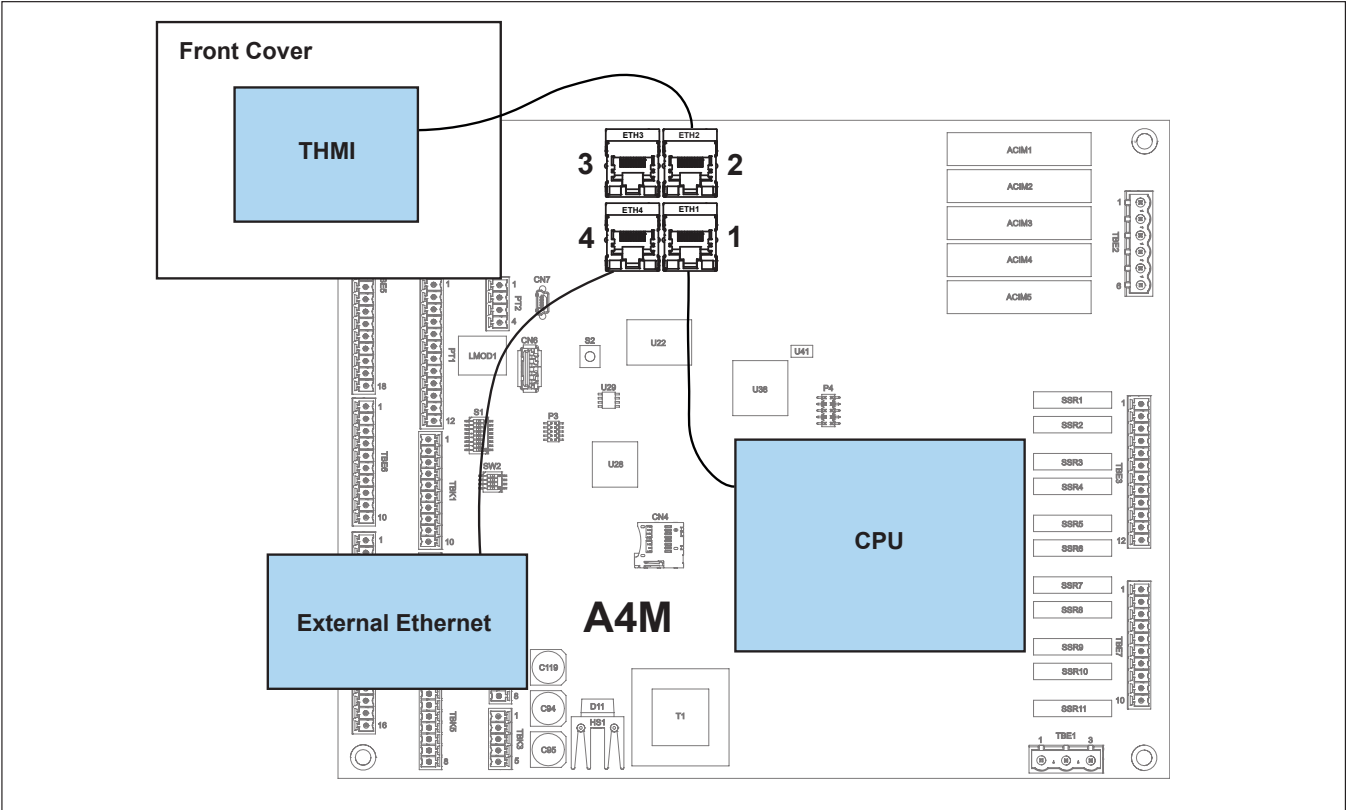 Front Cover
THMI
ETH3
ETH2
3
2
ETH4
ETH1
4
1
ACIM1
ACIM2
ACIM3
ACIM4
ACIM5
1
TBE2
6
TBE5
18
1
PT1
12
1
PT2
4
CN7
LMOD1
CN6
S2
U22
U41
U36
P4
U29
P3
S1
SW2
U28
CN4
1
TBE6
10
1
TBK1
10
1
16
CPU
External Ethernet
A4M
SSR1
SSR2
SSR3
SSR4
SSR5
SSR6
SSR7
SSR8
SSR9
SSR10
SSR11
1
TBE3
12
1
TBE7
10
C119
C94
C95
D11
HS1
T1
TBK5
1
TBK3
TBE1
1
3